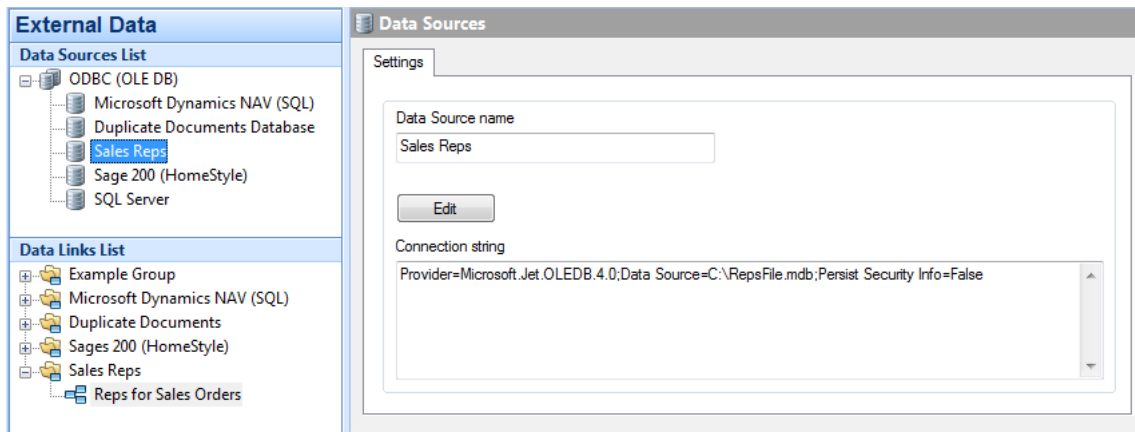 External Data
Data Sources List
ODBC (OLE DB)
Microsoft Dynamics NAV (SQL)
Duplicate Documents Database
Sales Reps
Sage 200 (HomeStyle)
SQL Server
Data Links List
Example Group
Microsoft Dynamics NAV (SQL)
Duplicate Documents
Sages 200 (HomeStyle)
Sales Reps
Reps for Sales Orders
Data Sources
Settings
Data Source name
Sales Reps
Edit
Connection string
Provider=Microsoft.Jet.OLEDB.4.0;Data Source=C:\RepsFile.mdb;Persist Security Info=False